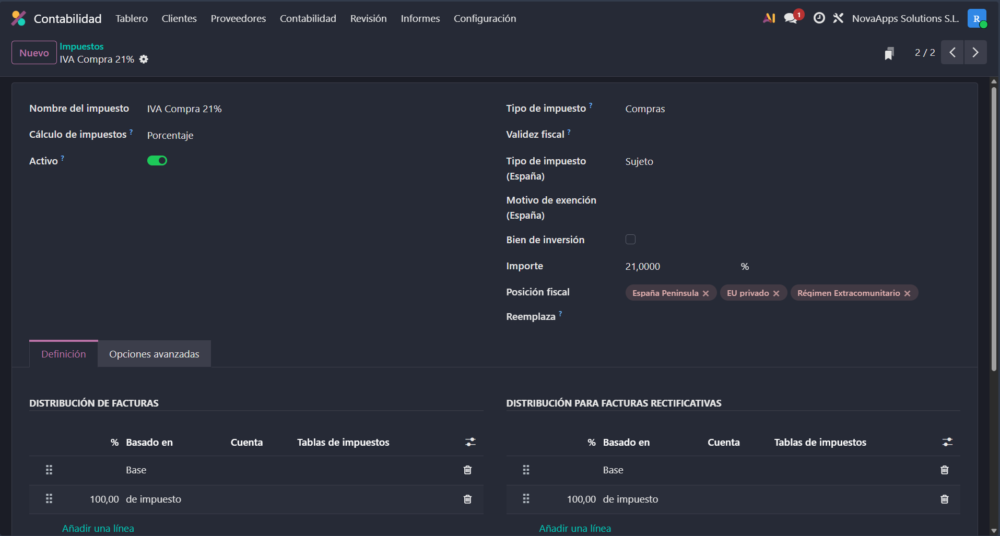 Contabilidad Tablero Clientes Proveedores Contabilidad Revisión Informes Configuración AI 1 NovaApps Solutions S.L. R
Nuevo Impuestos
IVA Compra 21% 2 / 2
Nombre del impuesto IVA Compra 21%
Cálculo de impuestos ? Porcentaje
Activo ?
Tipo de impuesto ? Compras
Validez fiscal ?
Tipo de impuesto (España) Sujeto
Motivo de exención (España)
Bien de inversión
Importe 21,0000 %
Posición fiscal España Peninsula EU privado Régimen Extracomunitario
Reemplaza ?
Definición Opciones avanzadas
DISTRIBUCIÓN DE FACTURAS
% Basado en Cuenta Tablas de impuestos
Base
100,00 de impuesto
Añadir una línea
DISTRIBUCIÓN PARA FACTURAS RECTIFICATIVAS
% Basado en Cuenta Tablas de impuestos
Base
100,00 de impuesto
Añadir una línea